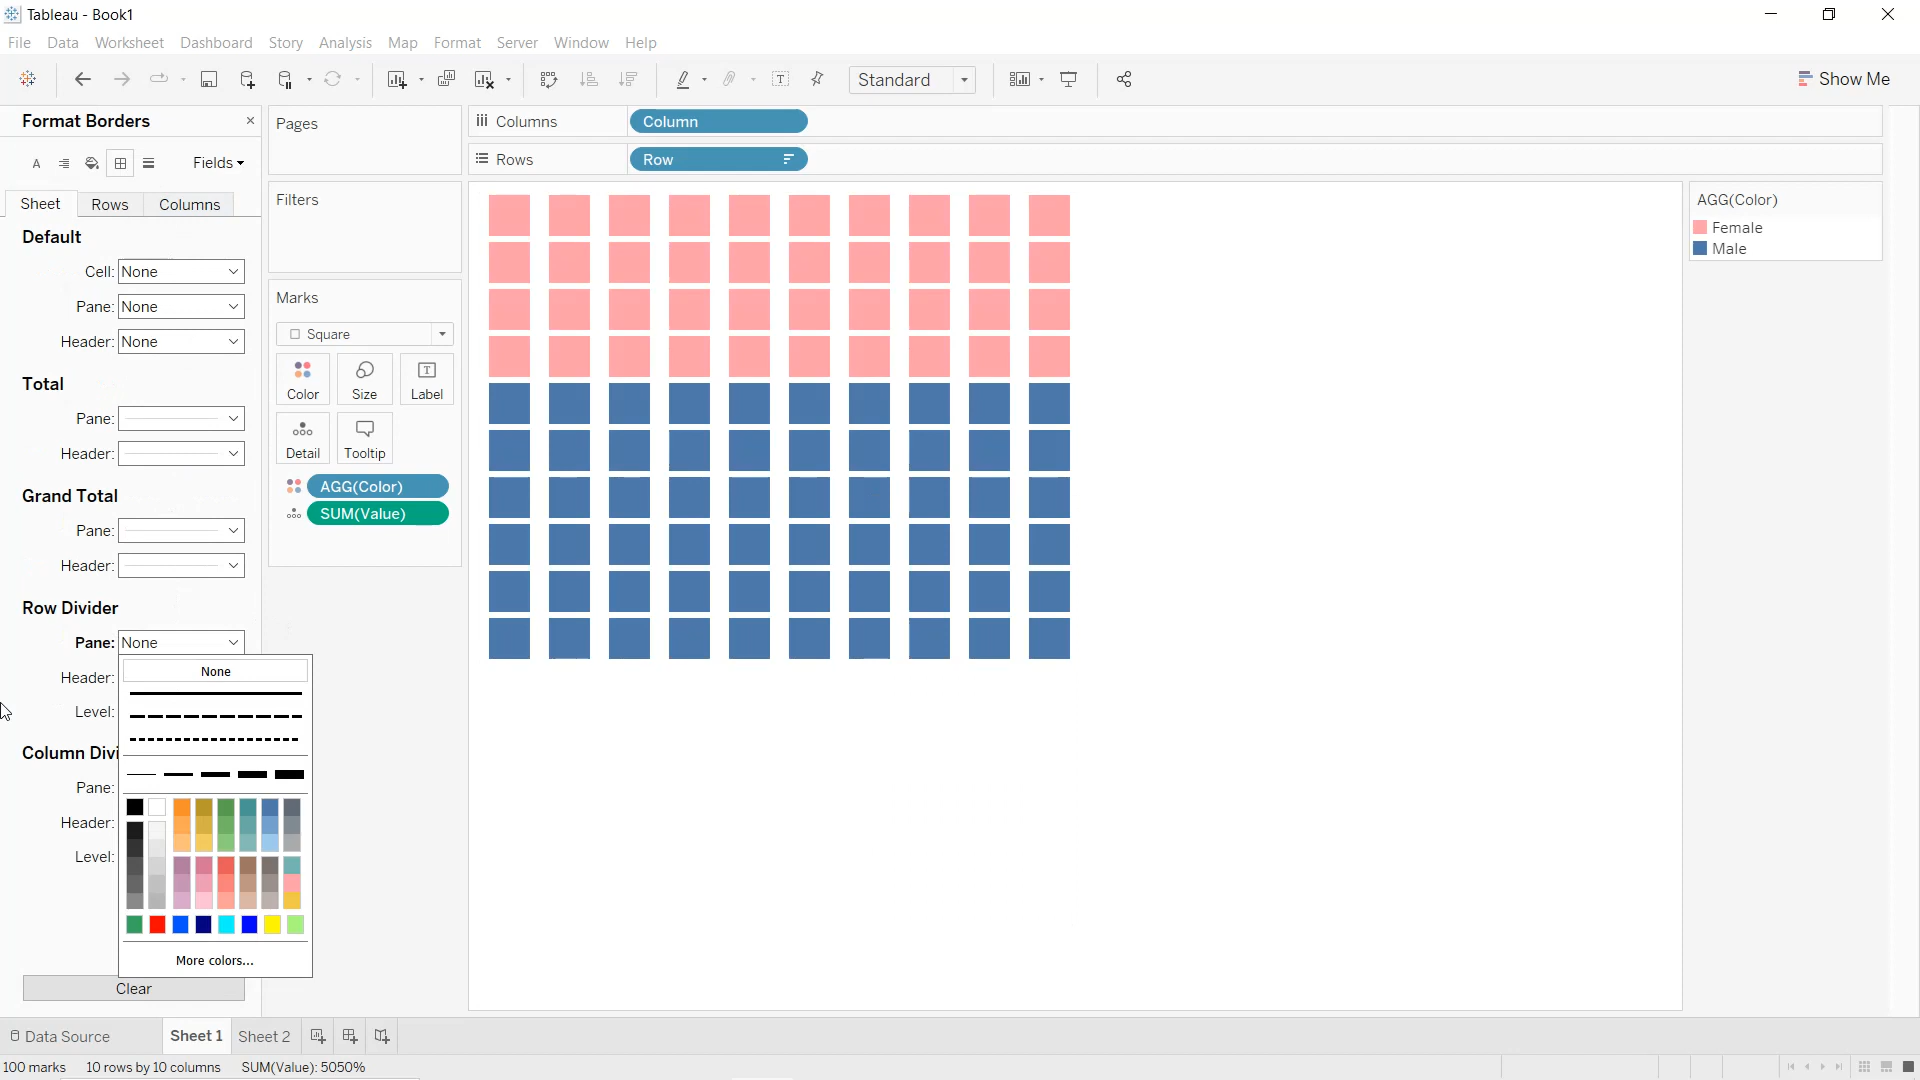 Tableau - Book1
File Data Worksheet Dashboard Story Analysis Map Format Server Window Help
Standard
Show Me
Format Borders
Fields
Sheet Rows Columns
Default
Cell: None
Pane: None
Header: None
Total
Pane:
Header:
Grand Total
Pane:
Header:
Row Divider
Pane: None
Header:
Level:
None
Column Divi
Pane:
Header:
Level:
More colors...
Clear
Pages
Filters
Marks
Square
Color Size Label
Detail Tooltip
AGG(Color)
SUM(Value)
Columns Column
Rows Row
AGG(Color)
Female
Male
Data Source Sheet 1 Sheet 2
100 marks 10 rows by 10 columns SUM(Value): 5050%